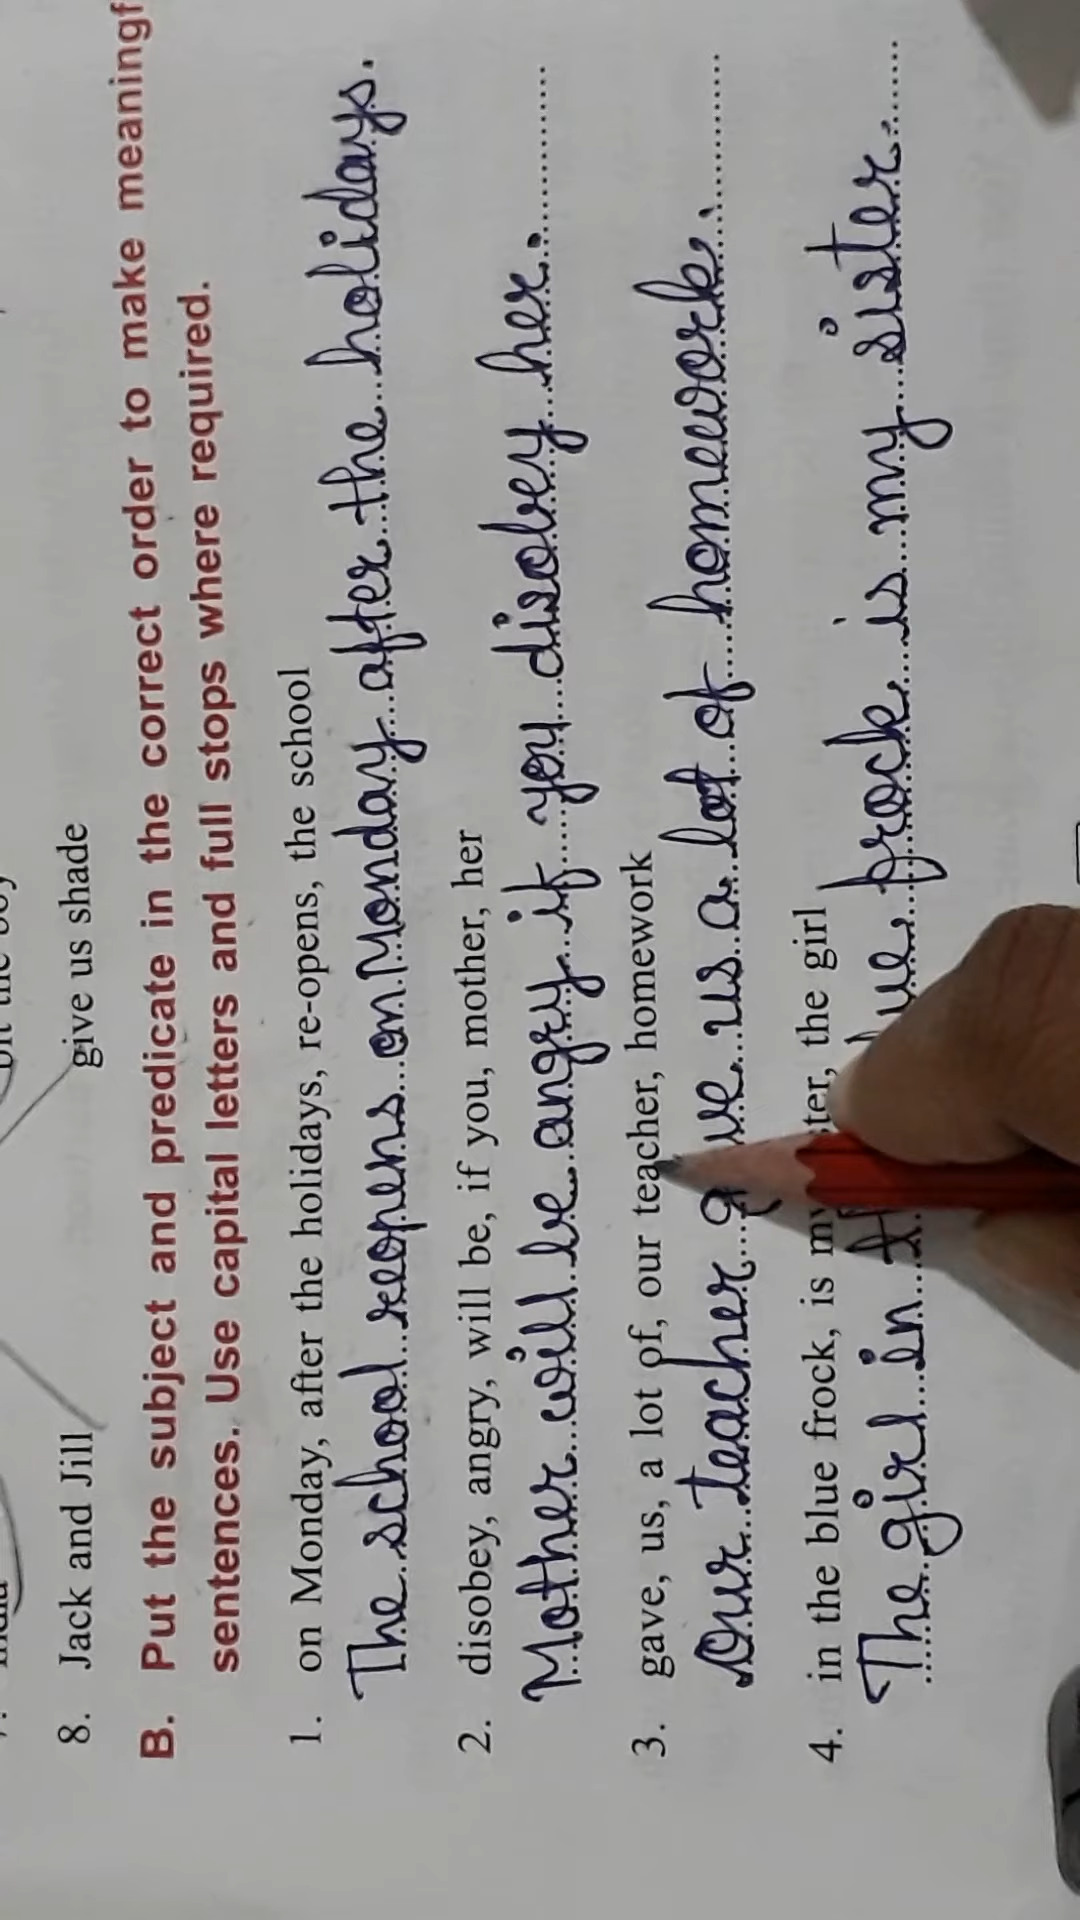 8. Jack and Jill give us shade
B. Put the subject and predicate in the correct order to make
sentences. Use capital letters and full stops where required.
1. on Monday, after the holidays, re-opens, the school
The school reopens on Monday after the holidays.
2. disobey, angry, will be, if you, mother, her
Mother will be angry if you disobey her.
3. gave, us, a lot of, our teacher, homework
Our teacher us a lot of homework.
4. in the blue frock, is the girl
The girl in frock is my sister.